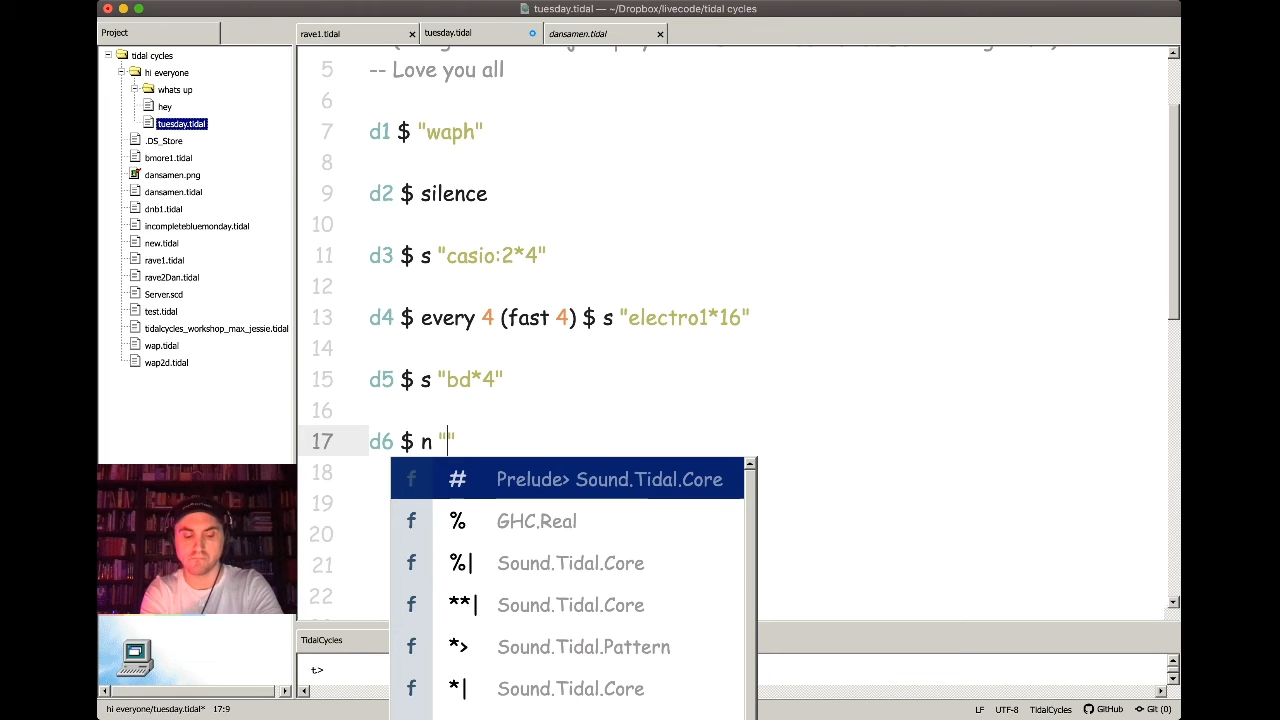 tuesday.tidal — ~/Dropbox/livecode/tidal cycles
Project
rave1.tidal
tuesday.tidal
dansamen.tidal
tidal cycles
hi everyone
whats up
hey
tuesday.tidal
.DS_Store
bmore1.tidal
dansamen.png
dansamen.tidal
dnb1.tidal
incompletebluemonday.tidal
new.tidal
rave1.tidal
rave2Dan.tidal
Server.scd
test.tidal
tidalcycles_workshop_max_jessie.tidal
wap.tidal
wap2d.tidal
5 -- Love you all
6
7 d1 $ "waph"
8
9 d2 $ silence
10
11 d3 $ s "casio:2*4"
12
13 d4 $ every 4 (fast 4) $ s "electro1*16"
14
15 d5 $ s "bd*4"
16
17 d6 $ n ""
18
19
20
21
22
f # Prelude> Sound.Tidal.Core
f % GHC.Real
f %| Sound.Tidal.Core
f **| Sound.Tidal.Core
f *> Sound.Tidal.Pattern
f *| Sound.Tidal.Core
TidalCycles
t>
hi everyone/tuesday.tidal* 17:9
LF UTF-8 TidalCycles GitHub Git (0)